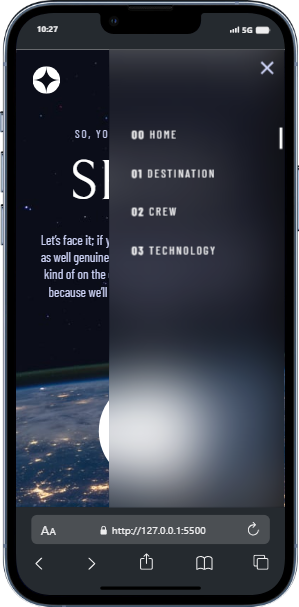 10:27
5G
SO, YO
00 HOME
01 DESTINATION
Let's face it; if y
as well genuine
02 CREW
kind of on the
because we'll
03 TECHNOLOGY
AA
http://127.0.0.1:5500